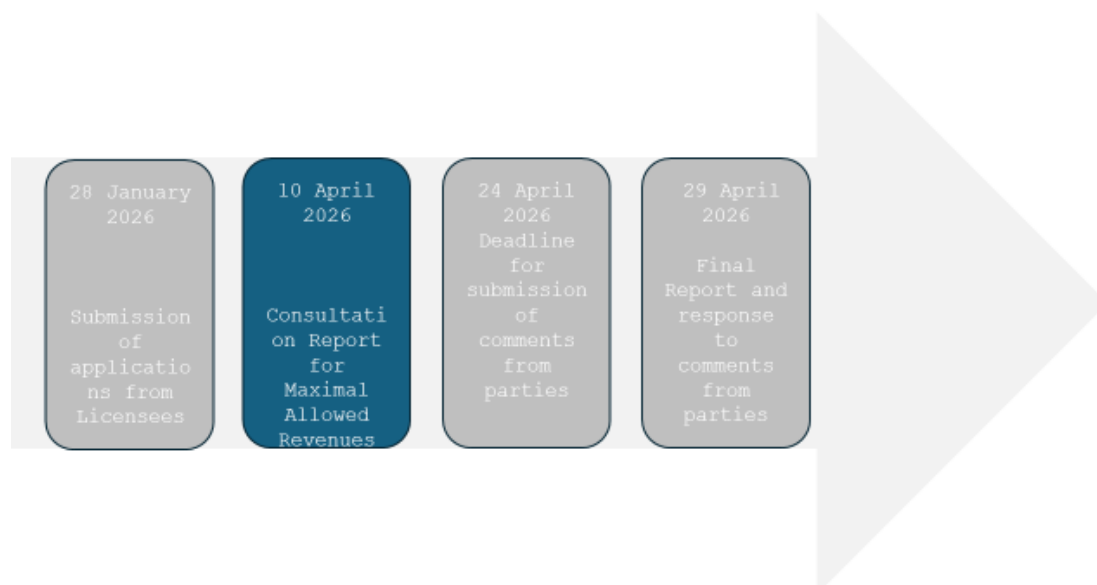 28 January
2026
Submission
of
applicatio
ns from
Licensees
10 April
2026
Consultati
on Report
for
Maximal
Allowed
Revenues
24 April
2026
Deadline
for
submission
of
comments
from
parties
29 April
2026
Final
Report and
response
to
comments
from
parties